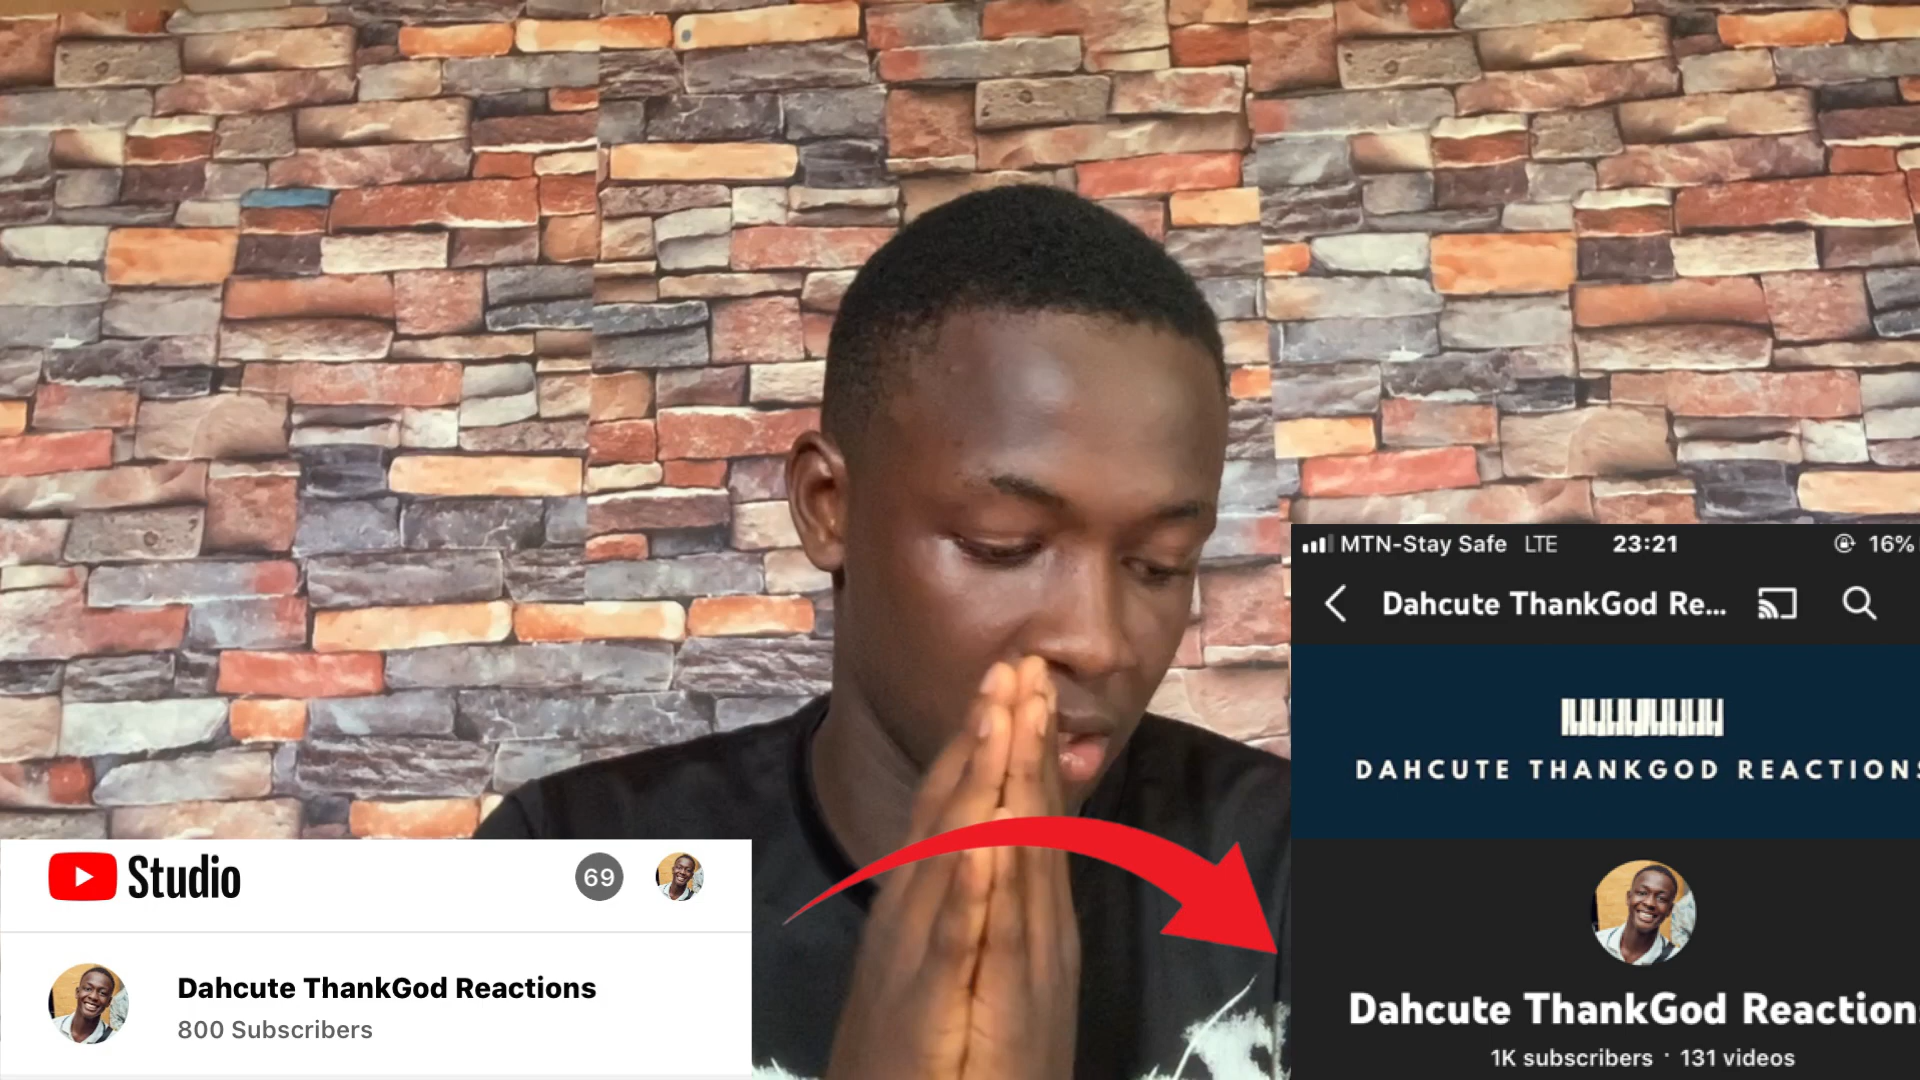 MTN-Stay Safe LTE 23:21 16%
Dahcute ThankGod Re...
DAHCUTE THANKGOD REACTIONS
Dahcute ThankGod Reaction
1K subscribers · 131 videos
Studio 69
Dahcute ThankGod Reactions
800 Subscribers